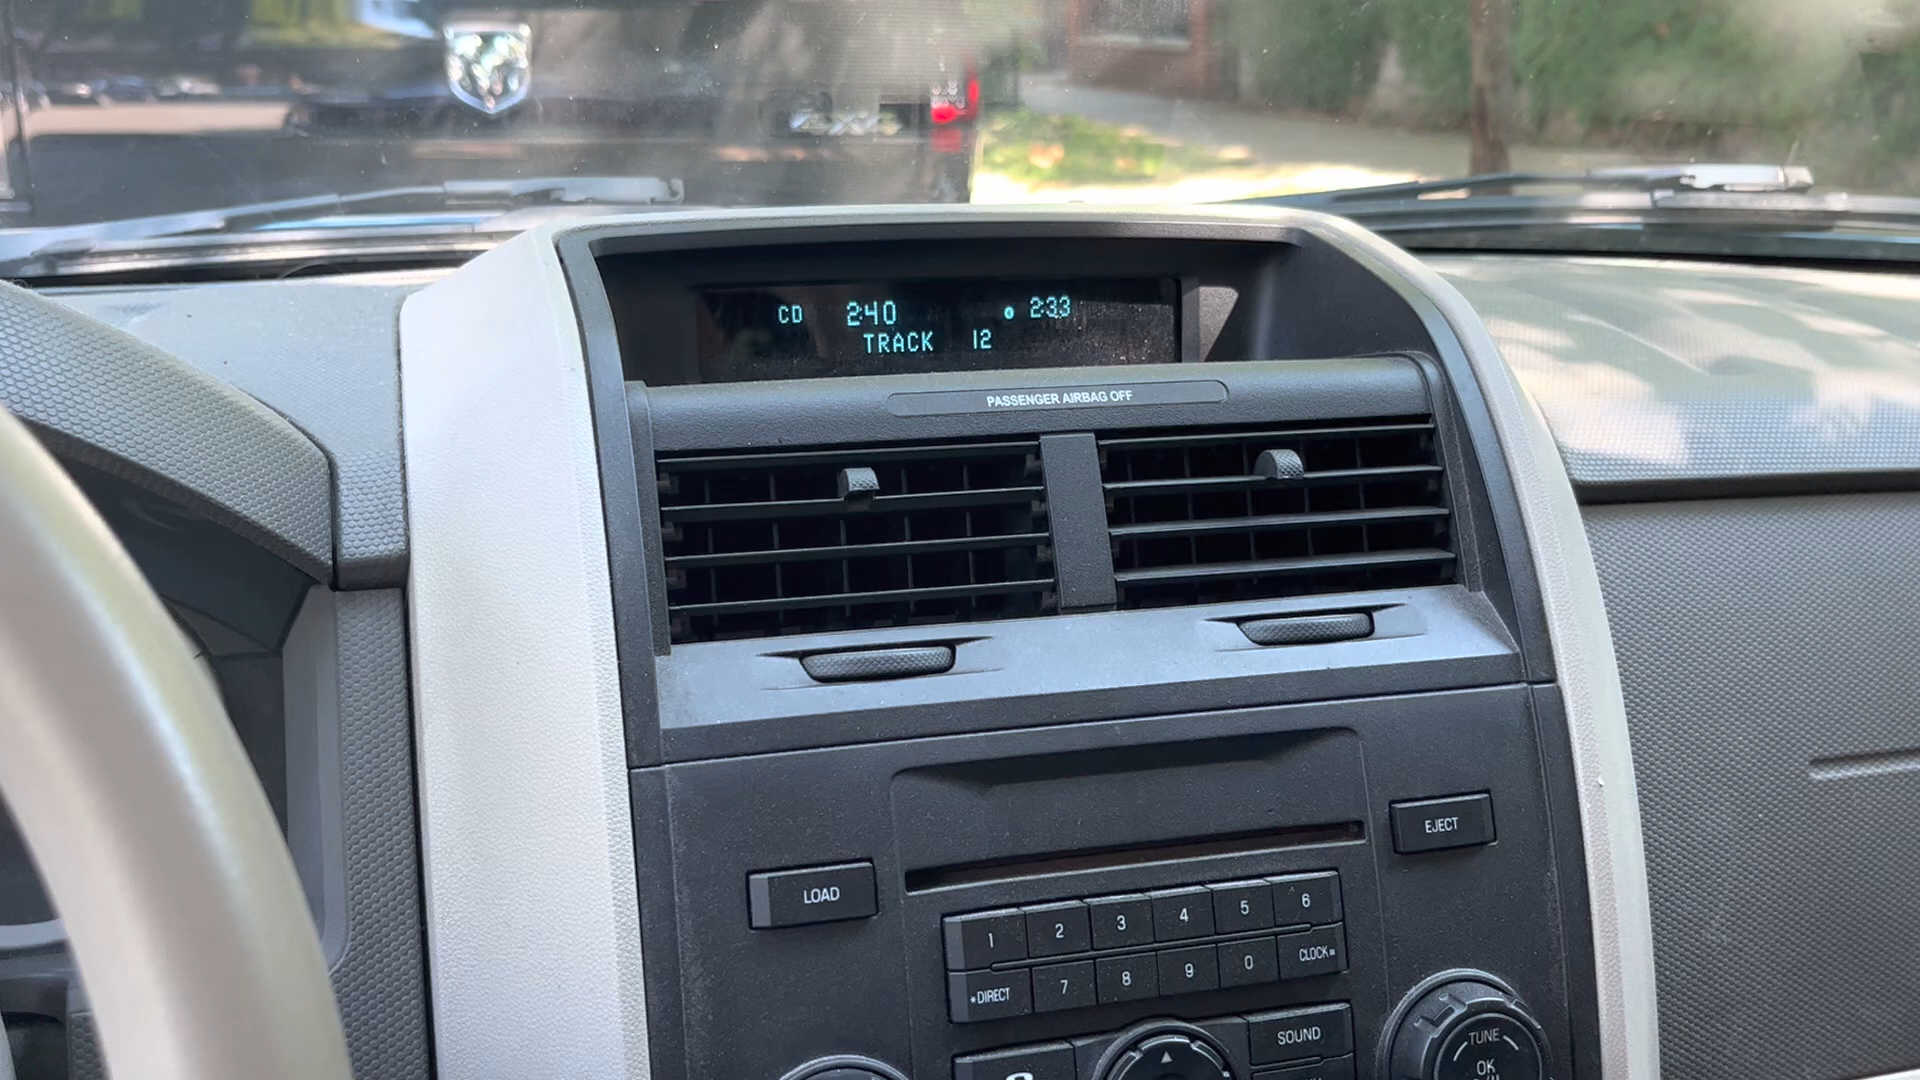 4X4
CD 2:40 2:33
TRACK 12
PASSENGER AIRBAG OFF
EJECT
LOAD
1 2 3 4 5 6
*DIRECT 7 8 9 0 CLOCK
SOUND
TUNE
OK